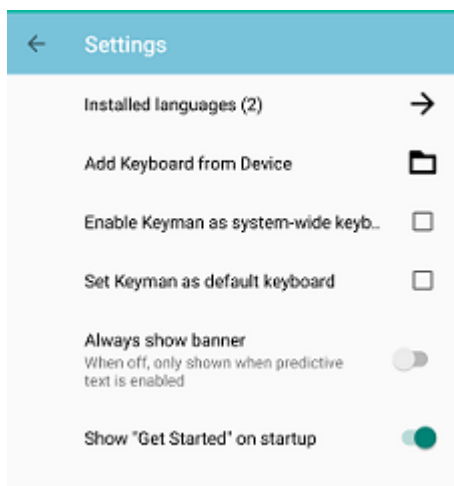 Settings
Installed languages (2)
Add Keyboard from Device
Enable Keyman as system-wide keyb..
Set Keyman as default keyboard
Always show banner
When off, only shown when predictive
text is enabled
Show "Get Started" on startup